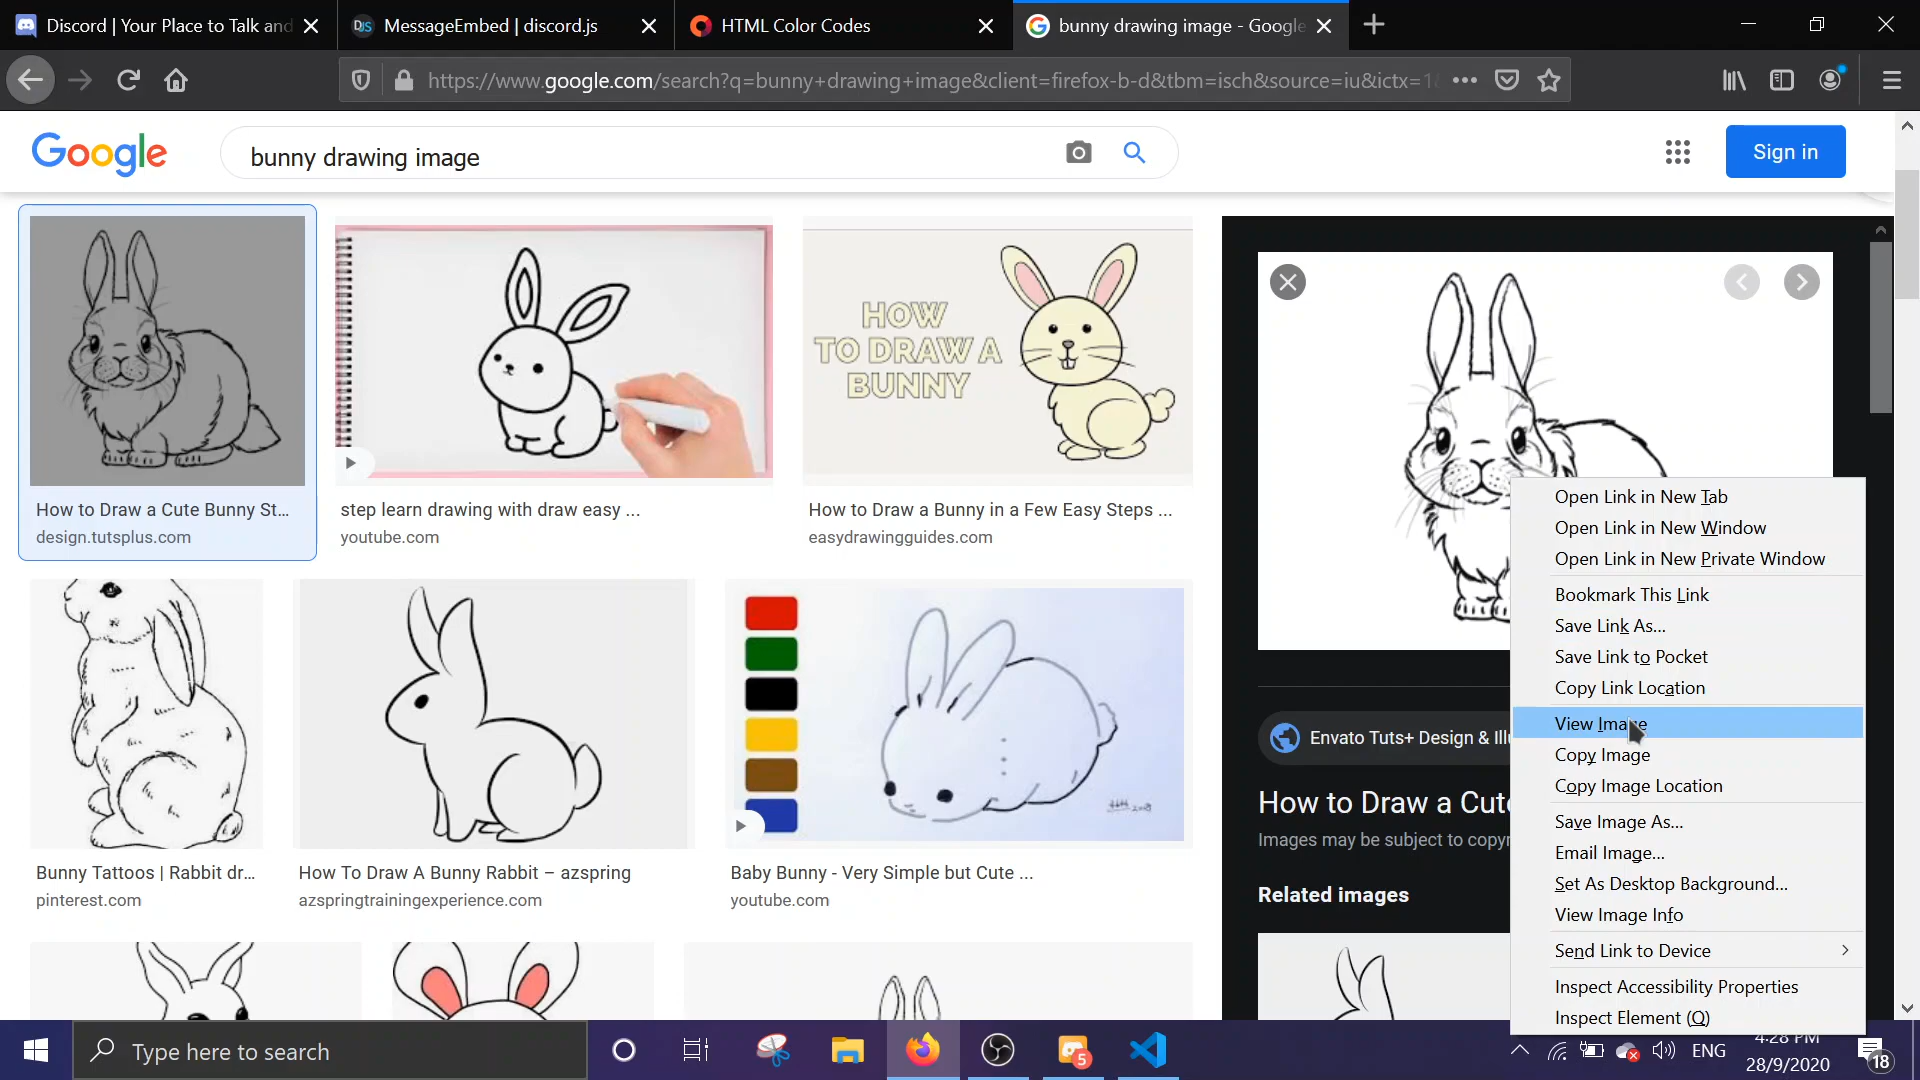 Discord | Your Place to Talk and
MessageEmbed | discord.js
HTML Color Codes
bunny drawing image - Google
https://www.google.com/search?q=bunny+drawing+image&client=firefox-b-d&tbm=isch&source=iu&ictx=1
Google
bunny drawing image
Sign in
HOW
TO DRAW A
BUNNY
How to Draw a Cute Bunny St...
design.tutsplus.com
step learn drawing with draw easy ...
youtube.com
How to Draw a Bunny in a Few Easy Steps ...
easydrawingguides.com
Bunny Tattoos | Rabbit dr...
pinterest.com
How To Draw A Bunny Rabbit – azspring
azspringtrainingexperience.com
Baby Bunny - Very Simple but Cute ...
youtube.com
Envato Tuts+ Design & Illu
How to Draw a Cute
Images may be subject to copyr
Related images
Open Link in New Tab
Open Link in New Window
Open Link in New Private Window
Bookmark This Link
Save Link As...
Save Link to Pocket
Copy Link Location
View Image
Copy Image
Copy Image Location
Save Image As...
Email Image...
Set As Desktop Background...
View Image Info
Send Link to Device
Inspect Accessibility Properties
Inspect Element (Q)
Type here to search
5
ENG
4:28 PM
28/9/2020
18